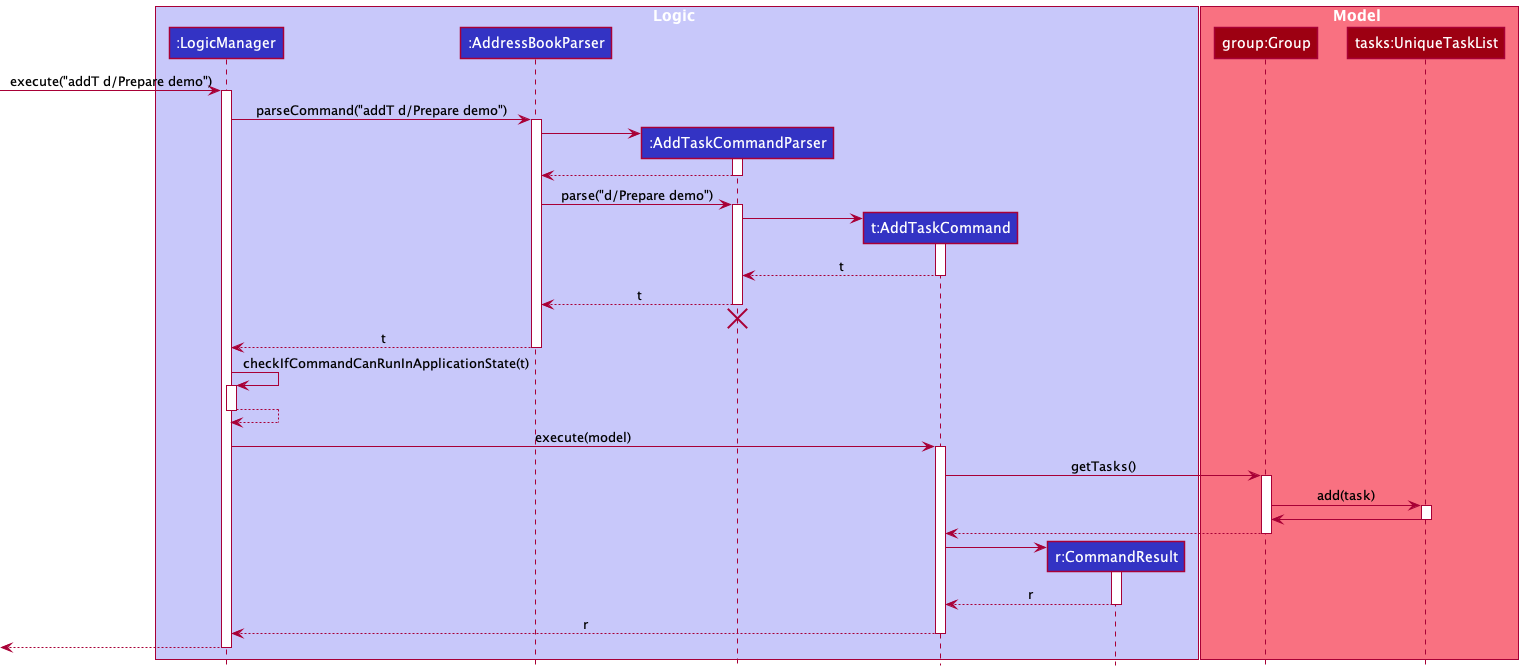 Logic
Model
:LogicManager
:AddressBookParser
group:Group
tasks:UniqueTaskList
execute("addT d/Prepare demo")
parseCommand("addT d/Prepare demo")
:AddTaskCommandParser
parse("d/Prepare demo")
t:AddTaskCommand
t
t
t
checkIfCommandCanRunInApplicationState(t)
execute(model)
getTasks()
add(task)
r:CommandResult
r
r